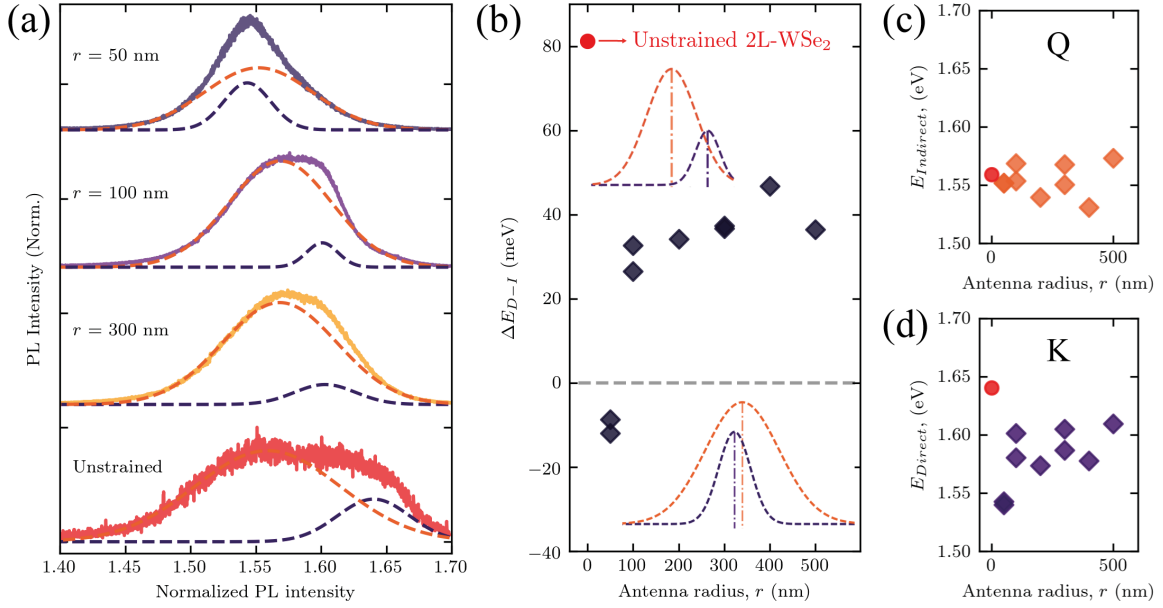 (a)
r = 50 nm
r = 100 nm
r = 300 nm
Unstrained
PL Intensity (Norm.)
1.40 1.45 1.50 1.55 1.60 1.65 1.70
Normalized PL intensity
(b)
Unstrained 2L-WSe₂
80
60
40
20
0
−20
−40
ΔE_{D−I} (meV)
0 100 200 300 400 500
Antenna radius, r (nm)
(c)
Q
1.70
1.65
1.60
1.55
1.50
E_{Indirect}, (eV)
0 500
Antenna radius, r (nm)
(d)
K
1.70
1.65
1.60
1.55
1.50
E_{Direct}, (eV)
0 500
Antenna radius, r (nm)